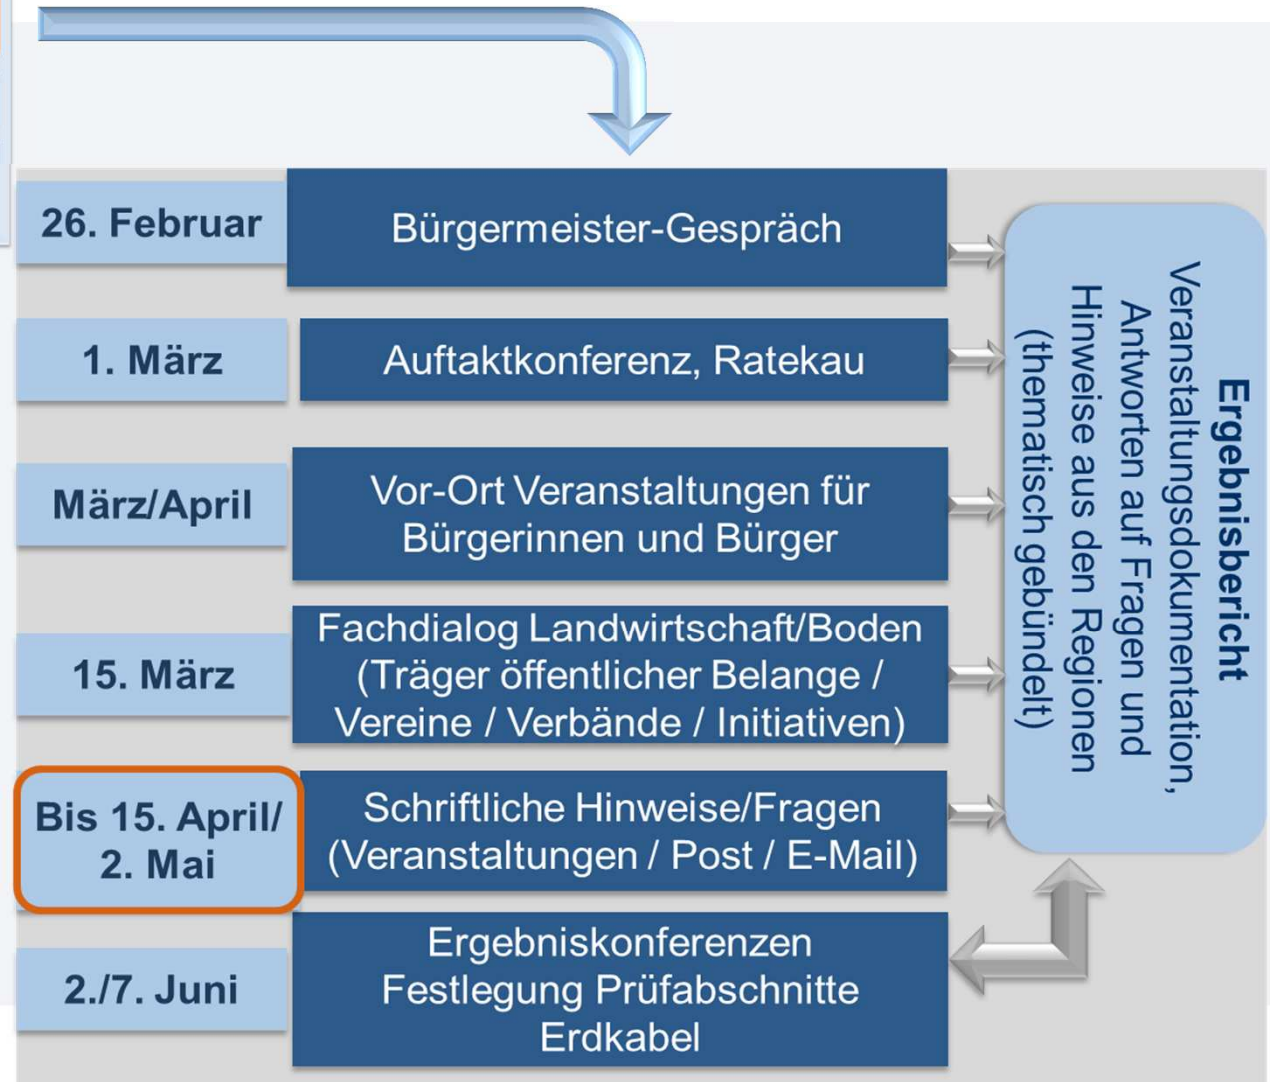 26. Februar
Bürgermeister-Gespräch
1. März
Auftaktkonferenz, Ratekau
März/April
Vor-Ort Veranstaltungen für
Bürgerinnen und Bürger
15. März
Fachdialog Landwirtschaft/Boden
(Träger öffentlicher Belange /
Vereine / Verbände / Initiativen)
Bis 15. April/
2. Mai
Schriftliche Hinweise/Fragen
(Veranstaltungen / Post / E-Mail)
2./7. Juni
Ergebniskonferenzen
Festlegung Prüfabschnitte
Erdkabel
Ergebnisbericht
Veranstaltungsdokumentation,
Antworten auf Fragen und
Hinweise aus den Regionen
(thematisch gebündelt)